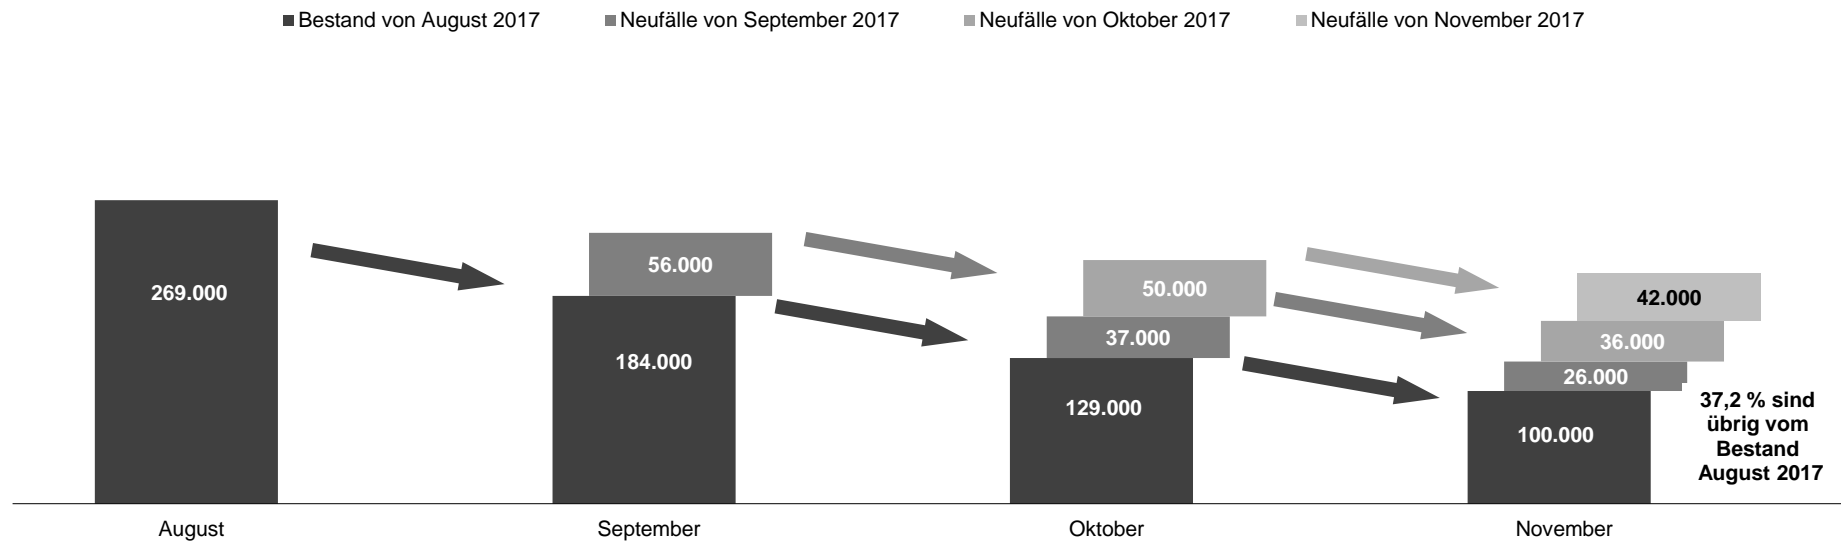 Bestand von August 2017
Neufälle von September 2017
Neufälle von Oktober 2017
Neufälle von November 2017
269.000
56.000
184.000
50.000
37.000
129.000
42.000
36.000
26.000
100.000
37,2 % sind
übrig vom
Bestand
August 2017
August
September
Oktober
November